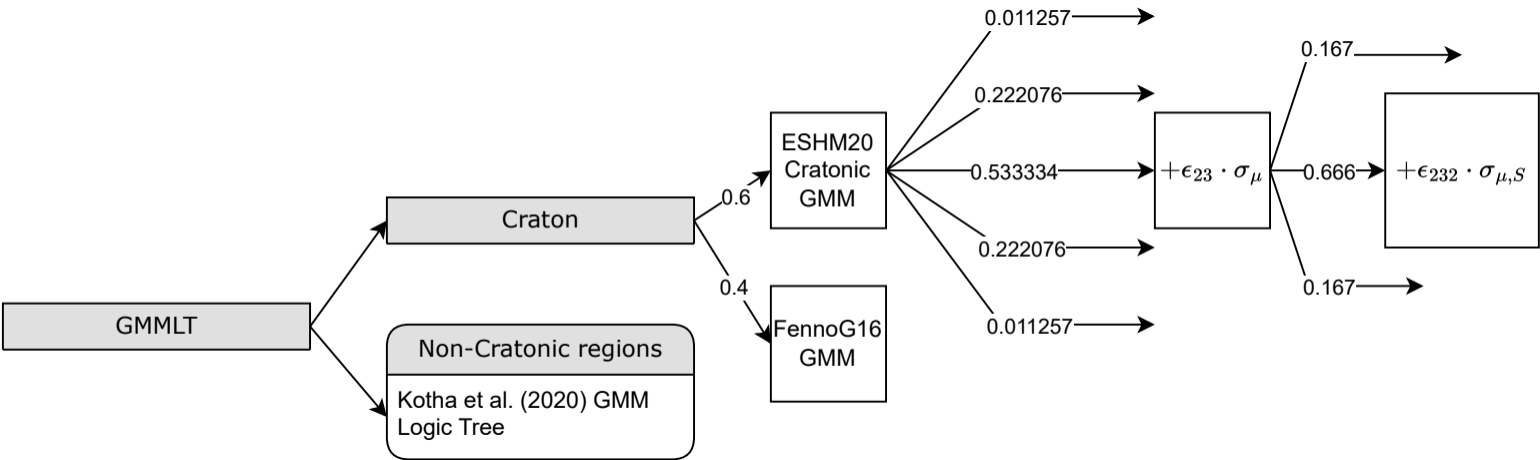 GMMLT
Craton
Non-Cratonic regions
Kotha et al. (2020) GMM
Logic Tree
0.6
0.4
ESHM20
Cratonic
GMM
FennoG16
GMM
0.011257
0.222076
0.533334
0.222076
0.011257
+ϵ₂₃ · σ_μ
0.167
0.666
0.167
+ϵ₂₃₂ · σ_{μ,S}